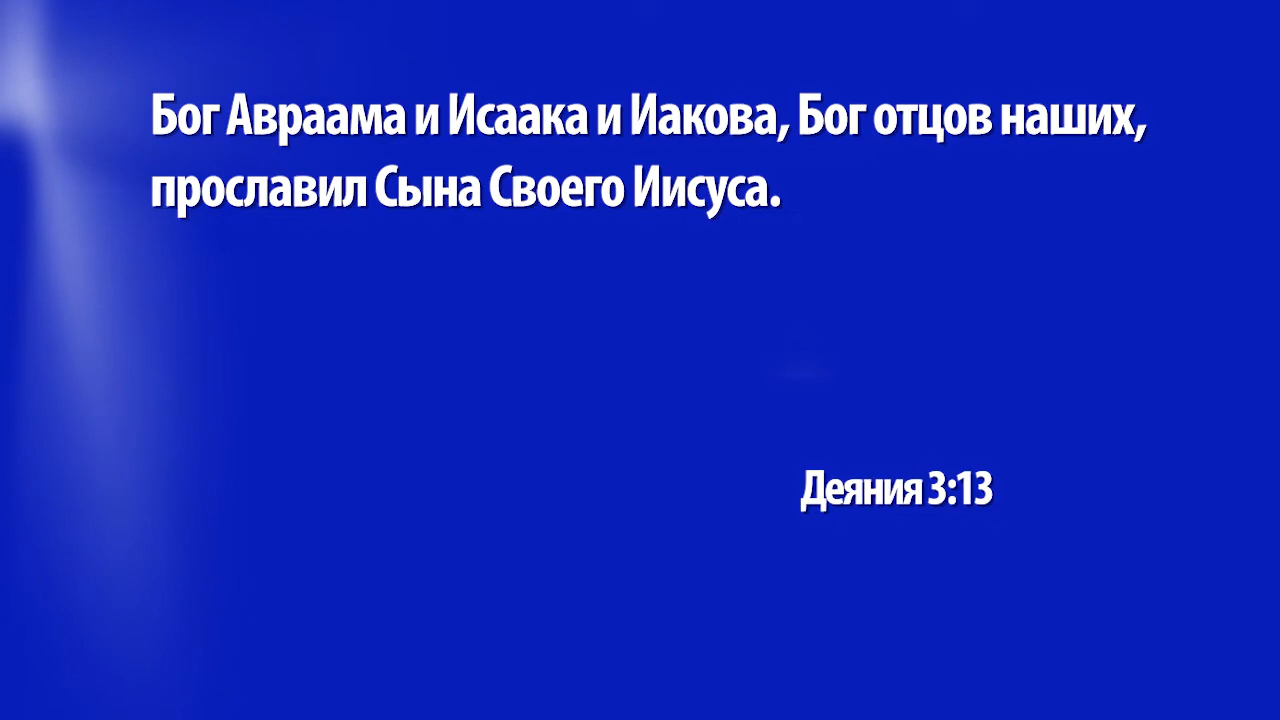 Бог Авраама и Исаака и Иакова, Бог отцов наших,
прославил Сына Своего Иисуса.
Деяния 3:13